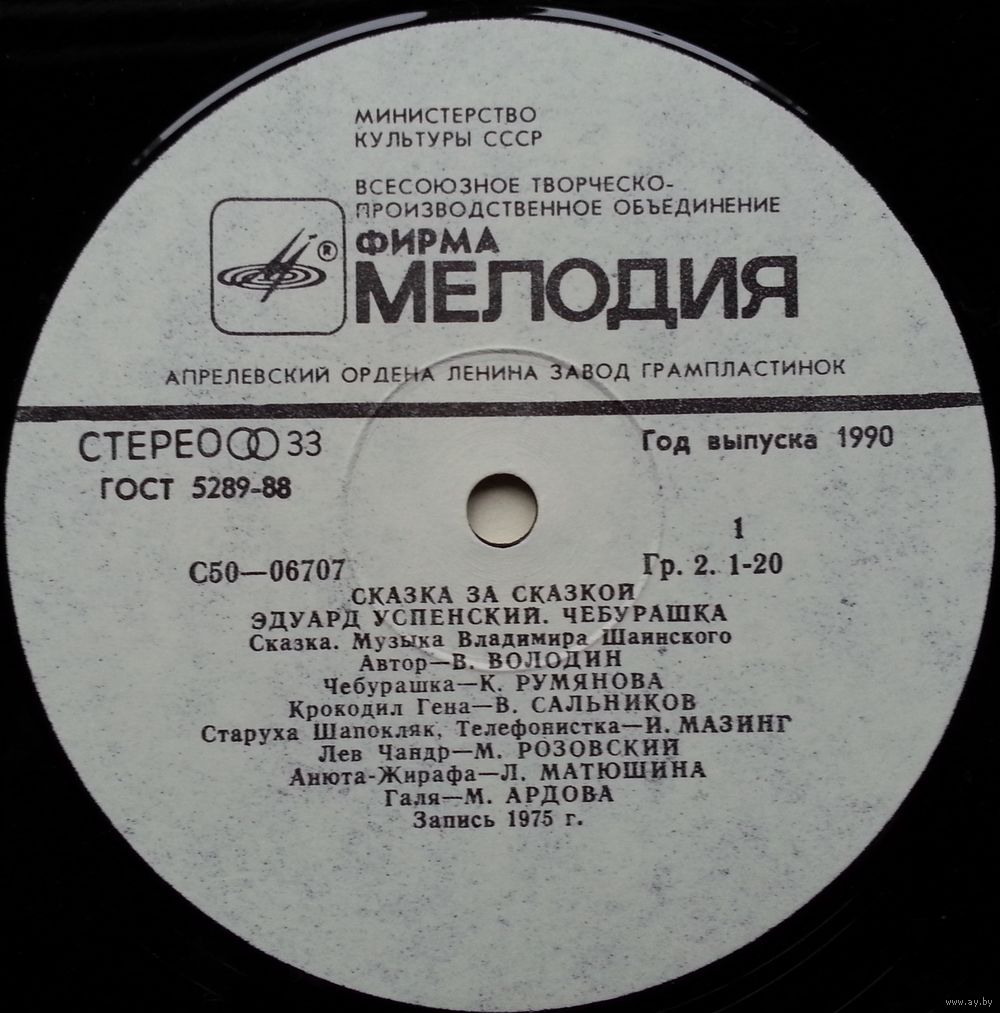 МИНИСТЕРСТВО
КУЛЬТУРЫ СССР
ВСЕСОЮЗНОЕ ТВОРЧЕСКО-
ПРОИЗВОДСТВЕННОЕ ОБЪЕДИНЕНИЕ
ФИРМА
®
МЕЛОДИЯ
АПРЕЛЕВСКИЙ ОРДЕНА ЛЕНИНА ЗАВОД ГРАМПЛАСТИНОК
СТЕРЕО 33
Год выпуска 1990
ГОСТ 5289-88
1
С50—06707
Гр. 2. 1-20
СКАЗКА ЗА СКАЗКОЙ
ЭДУАРД УСПЕНСКИЙ. ЧЕБУРАШКА
Сказка. Музыка Владимира Шаинского
Автор—В. ВОЛОДИН
Чебурашка—К. РУМЯНОВА
Крокодил Гена—В. САЛЬНИКОВ
Старуха Шапокляк, Телефонистка—И. МАЗИНГ
Лев Чандр—М. РОЗОВСКИЙ
Анюта-Жирафа—Л. МАТЮШИНА
Галя—М. АРДОВА
Запись 1975 г.
www.ay.by